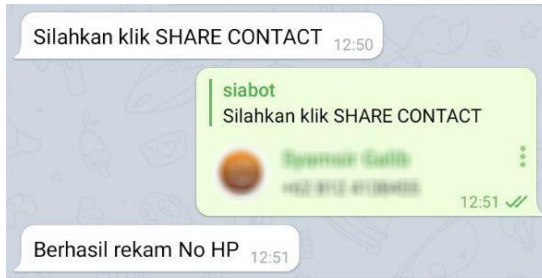 Silahkan klik SHARE CONTACT 12:50
siabot
Silahkan klik SHARE CONTACT
12:51
Berhasil rekam No HP 12:51